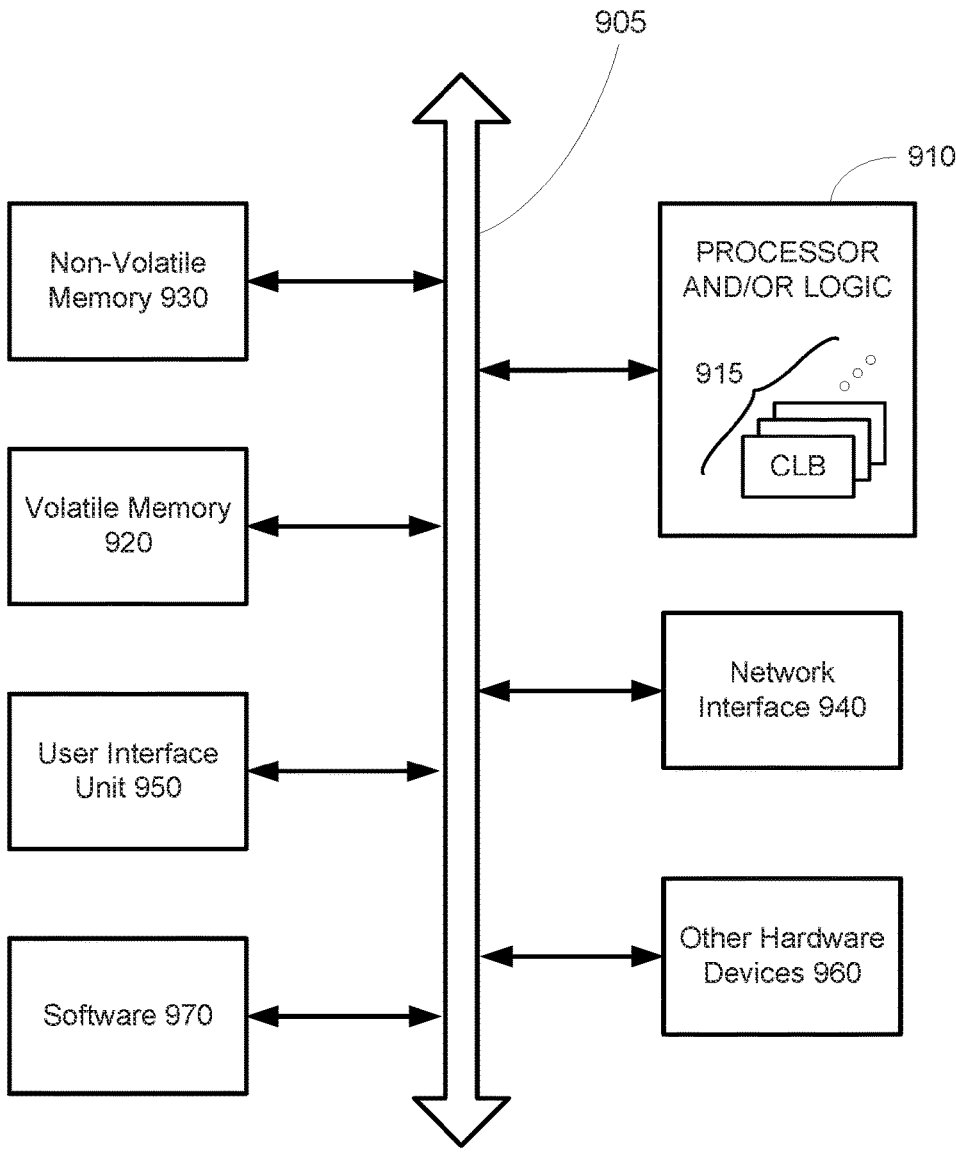 905
910
Non-Volatile
Memory 930
PROCESSOR
AND/OR LOGIC
915
CLB
Volatile Memory
920
Network
Interface 940
User Interface
Unit 950
Other Hardware
Devices 960
Software 970